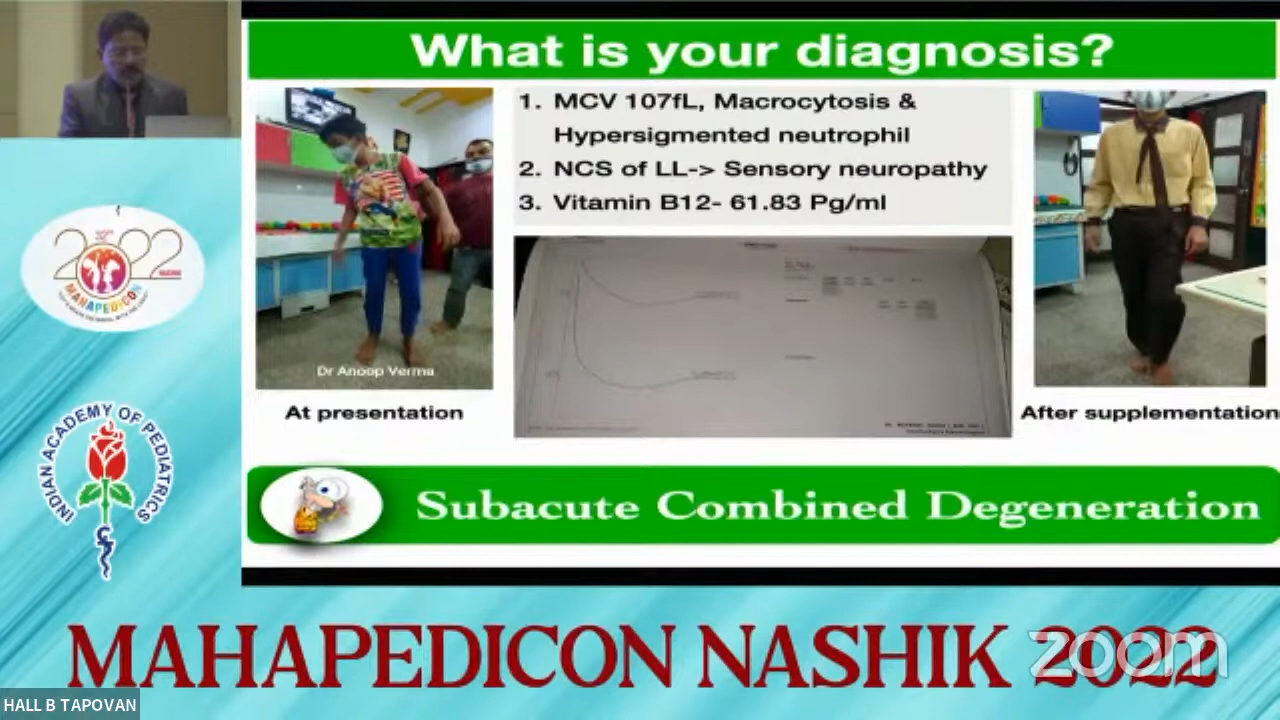 What is your diagnosis?
1. MCV 107fL, Macrocytosis &
Hypersigmented neutrophil
2. NCS of LL-> Sensory neuropathy
3. Vitamin B12- 61.83 Pg/ml
Dr Anoop Verma
At presentation
After supplementation
Subacute Combined Degeneration
2022
MAHAPEDICON
INDIAN ACADEMY OF PEDIATRICS
MAHAPEDICON NASHIK 2022
zoom
HALL B TAPOVAN